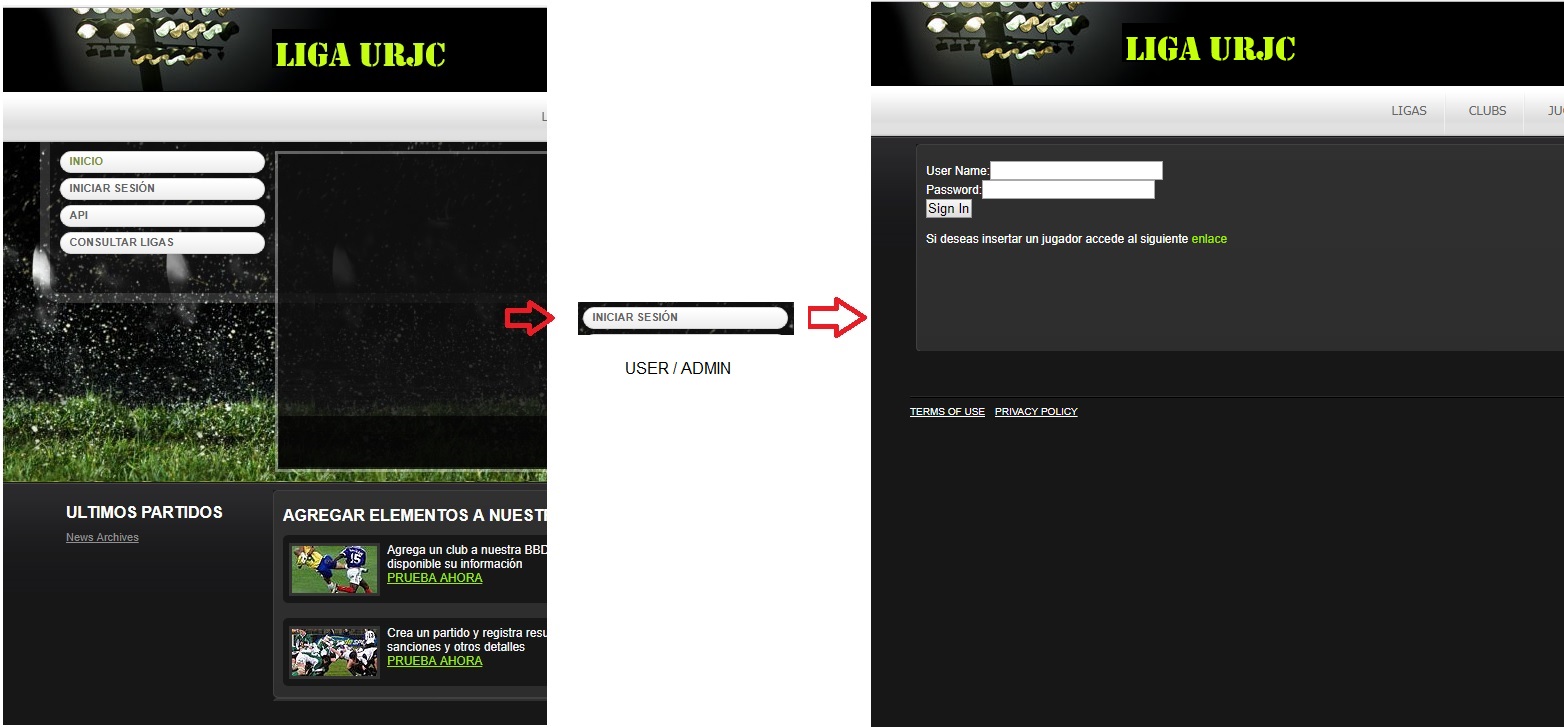 LIGA URJC
L
INICIO
INICIAR SESIÓN
API
CONSULTAR LIGAS
ULTIMOS PARTIDOS
News Archives
AGREGAR ELEMENTOS A NUEST
Agrega un club a nuestra BBD
disponible su información
PRUEBA AHORA
Crea un partido y registra resu
sanciones y otros detalles
PRUEBA AHORA
INICIAR SESIÓN
USER / ADMIN
LIGA URJC
LIGAS CLUBS JU
User Name:
Password:
Sign In
Si deseas insertar un jugador accede al siguiente enlace
TERMS OF USE PRIVACY POLICY